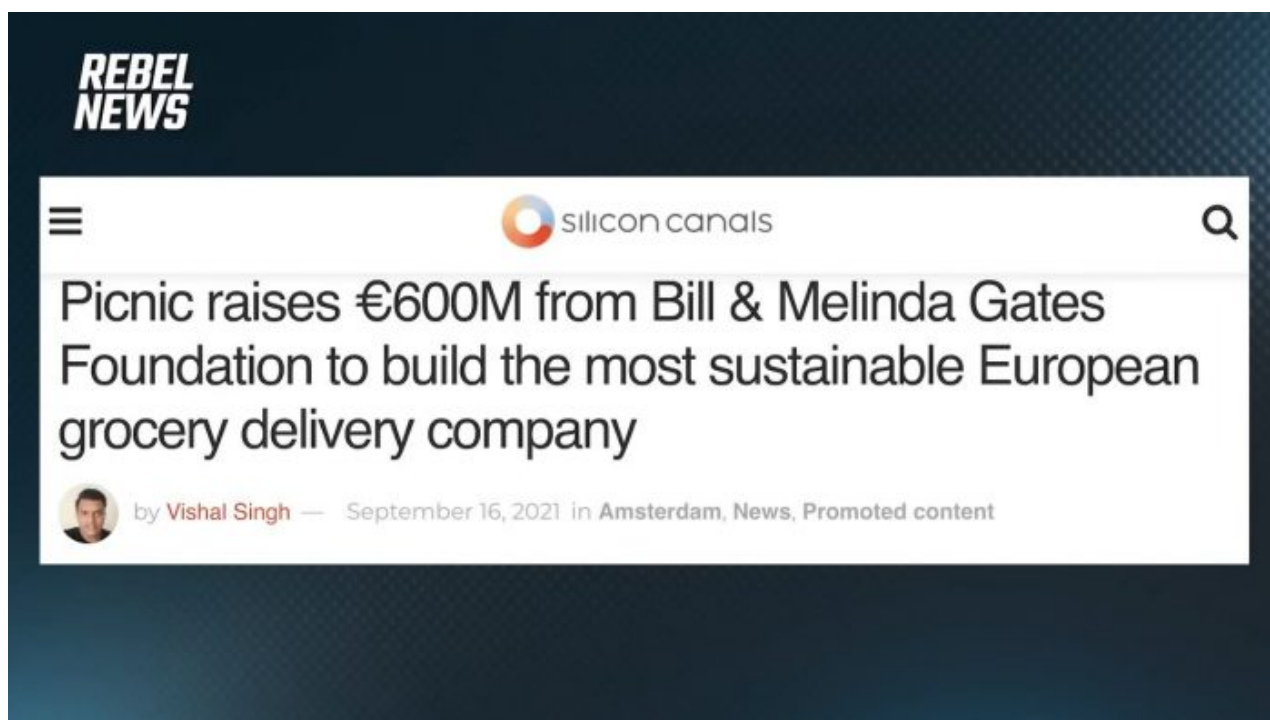 REBEL
NEWS
silicon canals
Picnic raises €600M from Bill & Melinda Gates
Foundation to build the most sustainable European
grocery delivery company
by Vishal Singh — September 16, 2021 in Amsterdam, News, Promoted content